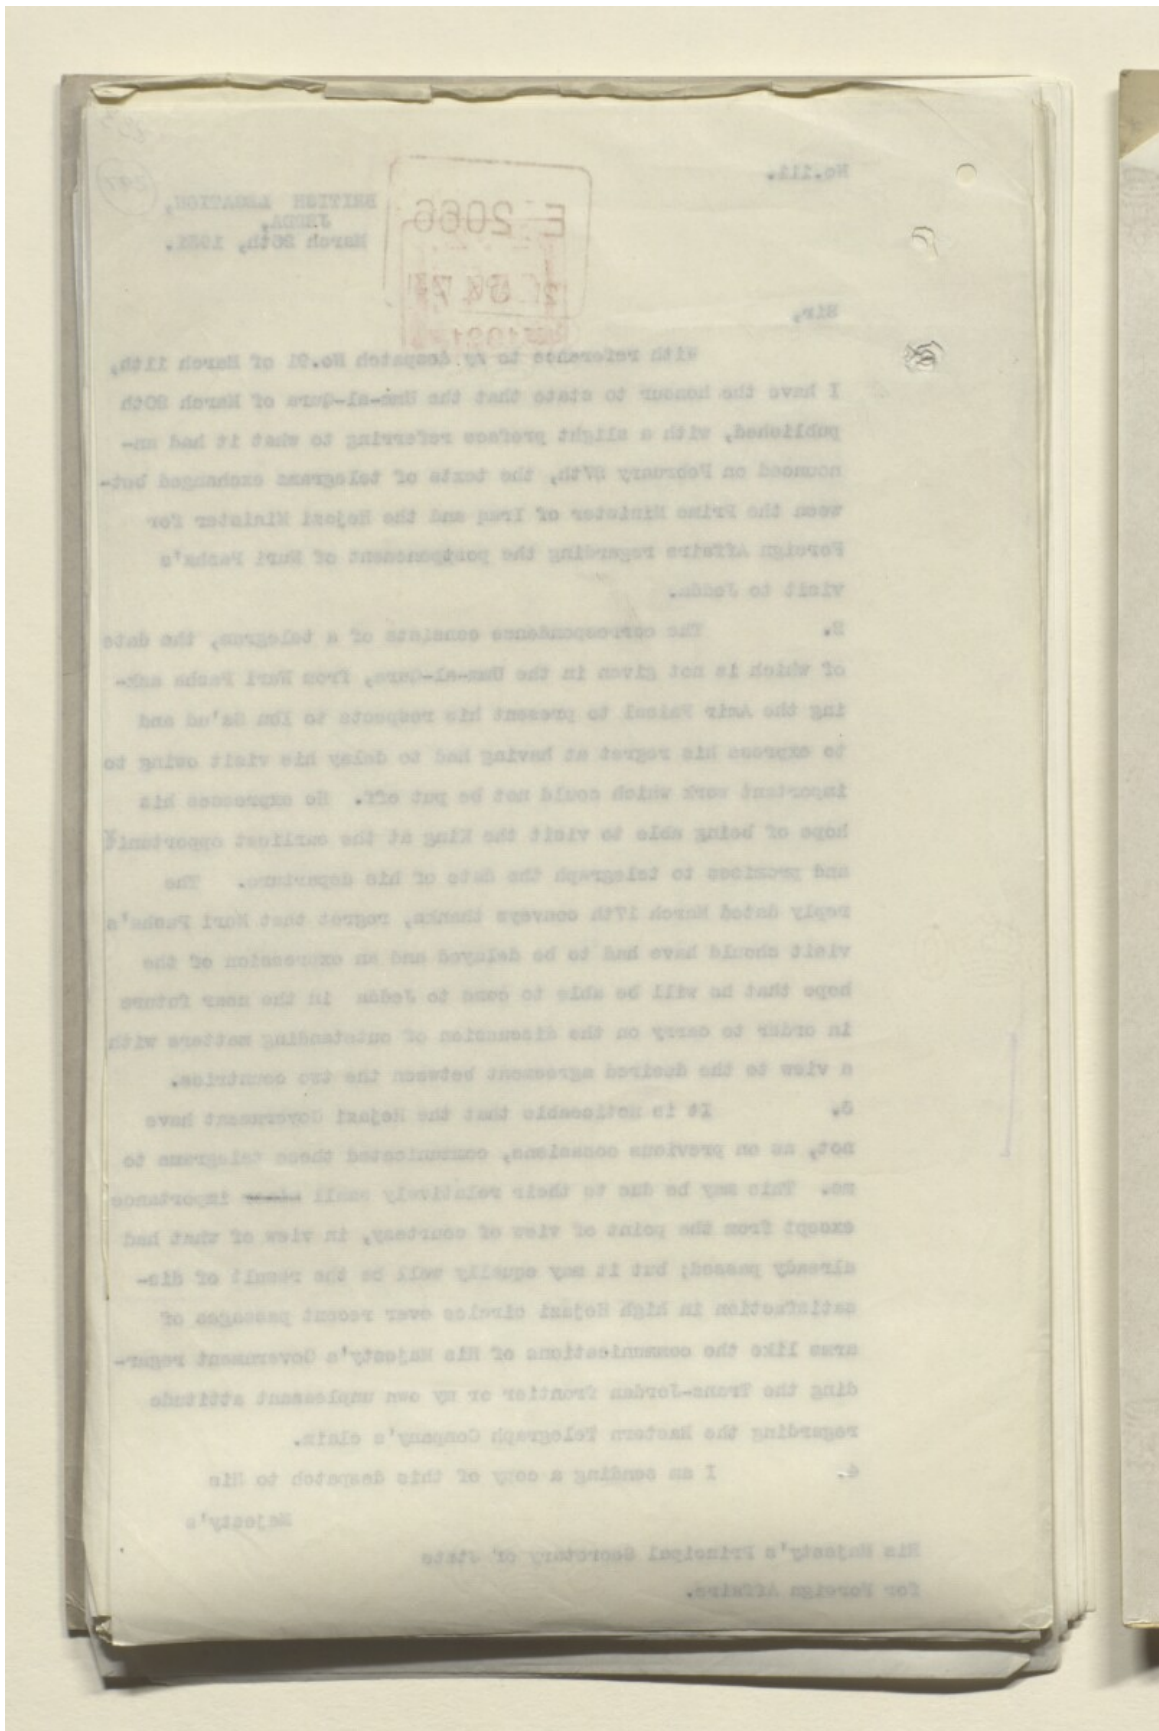 No.111.
BRITISH LEGATION,
JEDDA,
March 26th, 1931.
E 2066
1931
Sir,
With reference to my despatch No.91 of March 11th,
I have the honour to state that the Umm-al-Qura of March 20th
published, with a slight preface referring to what it had an-
nounced on February 27th, the texts of telegrams exchanged bet-
ween the Prime Minister of Iraq and the Hejazi Minister for
Foreign Affairs regarding the postponement of Nuri Pasha's
visit to Jedda.
2. The correspondence consists of a telegram, the date
of which is not given in the Umm-al-Qura, from Nuri Pasha ask-
ing the Amir Faisal to present his respects to Ibn Sa'ud and
to express his regret at having had to delay his visit owing to
important work which could not be put off. He expresses his
hope of being able to visit the King at the earliest opportunity
and promises to telegraph the date of his departure. The
reply dated March 17th conveys thanks, regret that Nuri Pasha's
visit should have had to be delayed and an expression of the
hope that he will be able to come to Jedda in the near future
in order to carry on the discussion of outstanding matters with
a view to the desired agreement between the two countries.
3. It is noticeable that the Hejazi Government have
not, as on previous occasions, communicated these telegrams to
me. This may be due to their relatively small importance
except from the point of view of courtesy, in view of what had
already passed; but it may equally well be the result of dis-
satisfaction in high Hejazi circles over recent passages of
arms like the communications of His Majesty's Government regar-
ding the Trans-Jordan frontier or my own unpleasant attitude
regarding the Eastern Telegraph Company's claim.
4. I am sending a copy of this despatch to His
Majesty's
His Majesty's Principal Secretary of State
for Foreign Affairs.